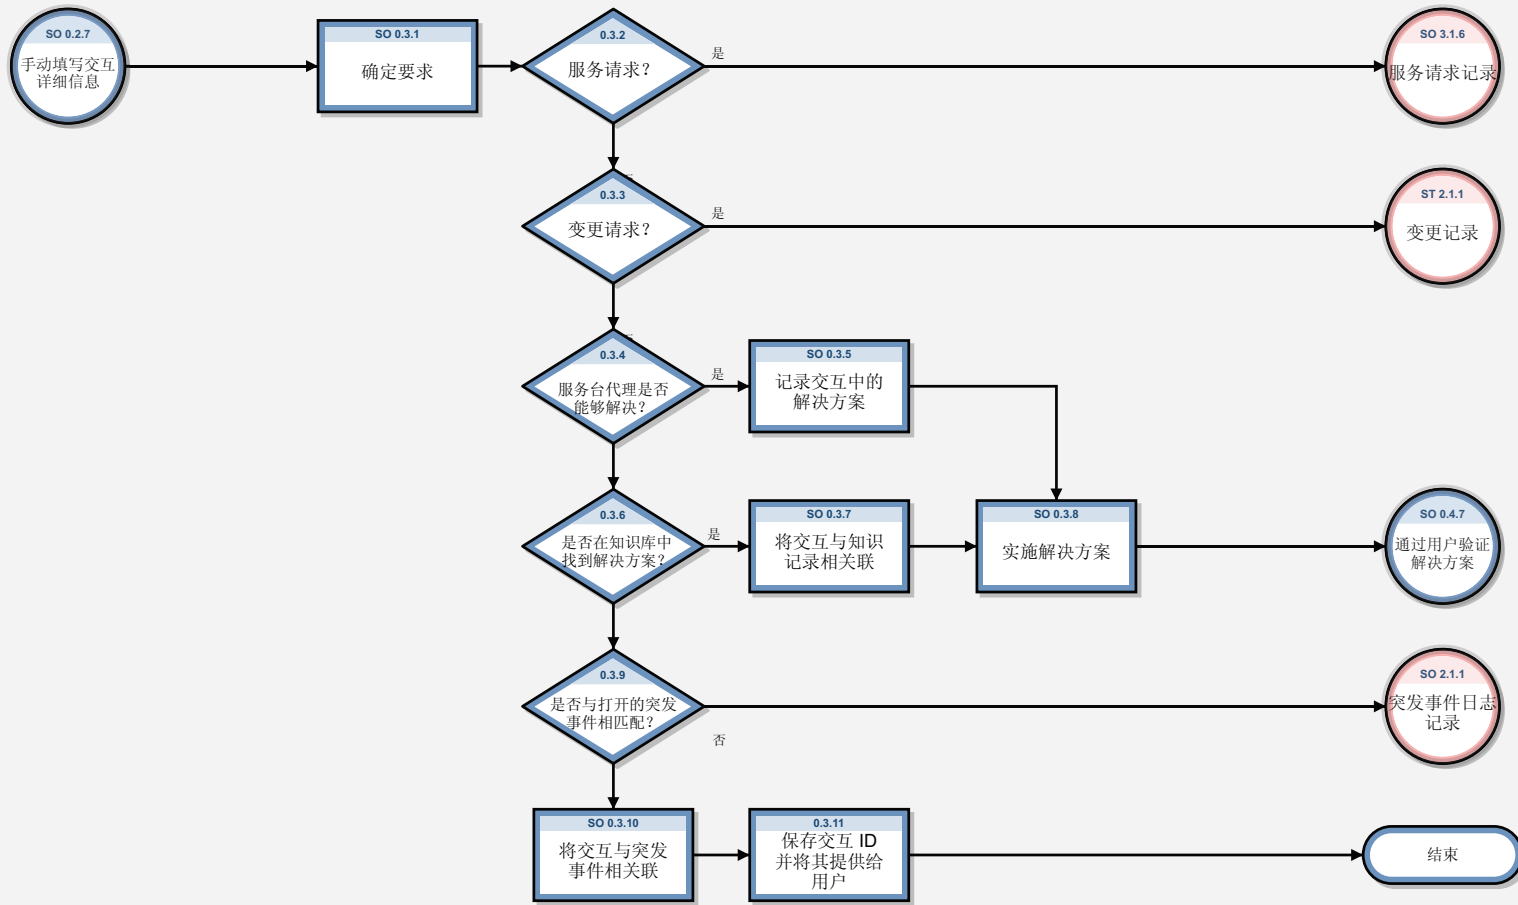 SO 0.2.7
手动填写交互
详细信息
SO 0.3.1
确定要求
0.3.2
服务请求？
是
SO 3.1.6
服务请求记录
0.3.3
变更请求？
是
ST 2.1.1
变更记录
0.3.4
服务台代理是否
能够解决？
是
SO 0.3.5
记录交互中的
解决方案
0.3.6
是否在知识库中
找到解决方案？
是
SO 0.3.7
将交互与知识
记录相关联
SO 0.3.8
实施解决方案
SO 0.4.7
通过用户验证
解决方案
0.3.9
是否与打开的突发
事件相匹配？
否
SO 2.1.1
突发事件日志
记录
SO 0.3.10
将交互与突发
事件相关联
0.3.11
保存交互 ID
并将其提供给
用户
结束